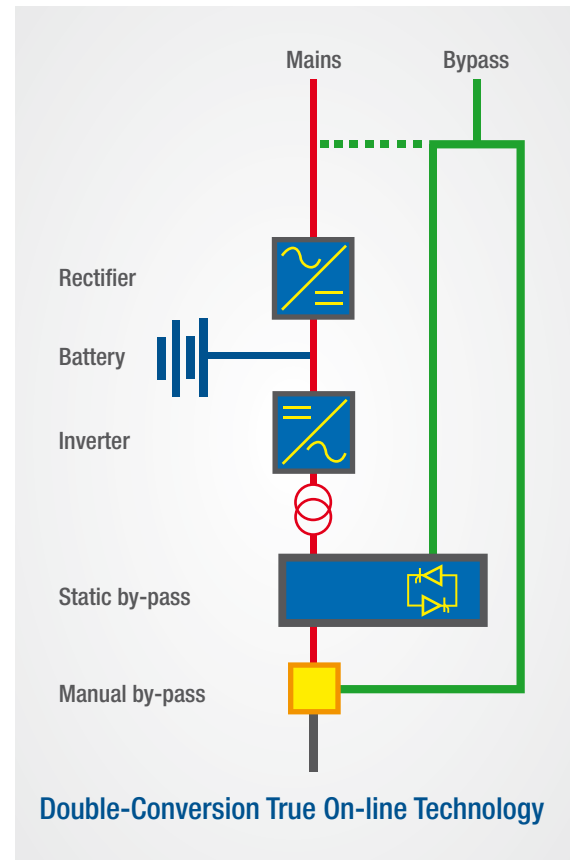 Mains
Bypass
Rectifier
Battery
Inverter
Static by-pass
Manual by-pass
Double-Conversion True On-line Technology